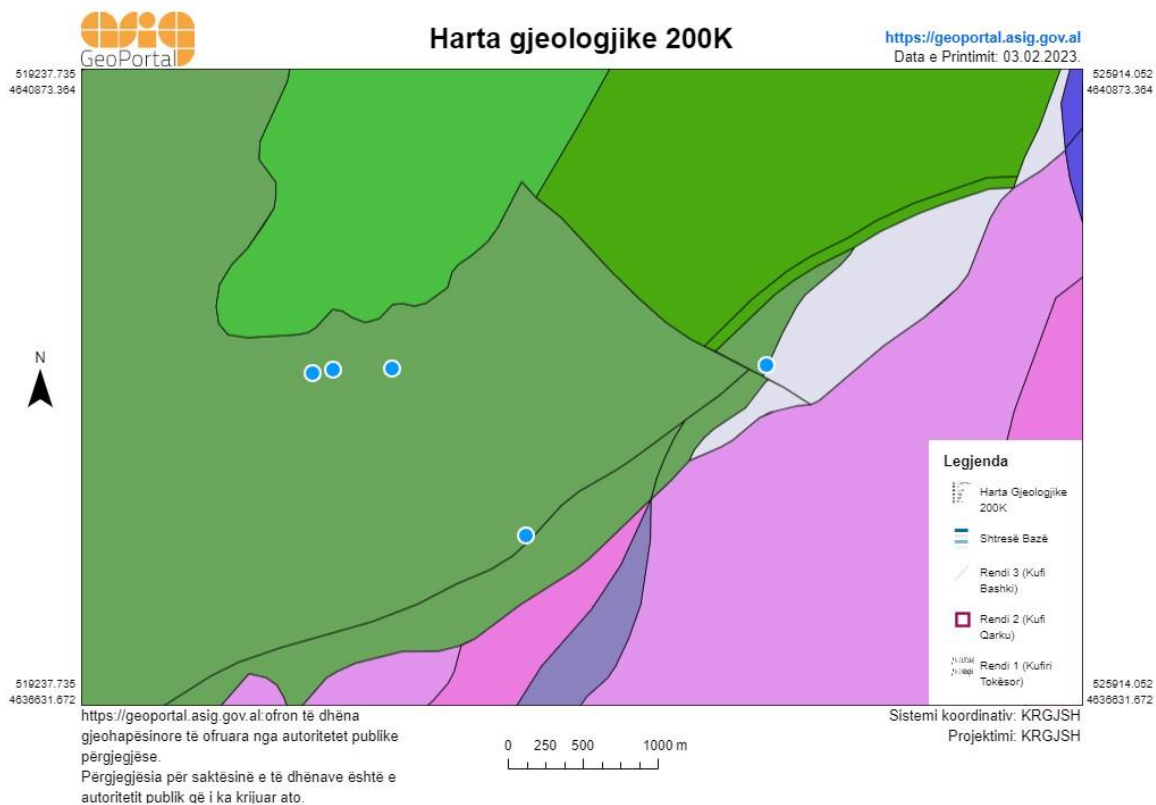 asig
GeoPortal
Harta gjeologjike 200K
https://geoportal.asig.gov.al
Data e Printimit: 03.02.2023.
519237.735
4640873.364
525914.052
4640873.364
N
Legjenda
Harta Gjeologjike
200K
Shtresë Bazë
Rendi 3 (Kufi
Bashki)
Rendi 2 (Kufi
Qarku)
Rendi 1 (Kufiri
Tokësor)
519237.735
4636631.672
525914.052
4636631.672
https://geoportal.asig.gov.al:ofron të dhëna
gjeohapësinore të ofruara nga autoritetet publike
përgjegjëse.
Përgjegjësia për saktësinë e të dhënave është e
autoritetit publik që i ka krijuar ato.
0 250 500 1000 m
Sistemi koordinativ: KRGJSH
Projektimi: KRGJSH